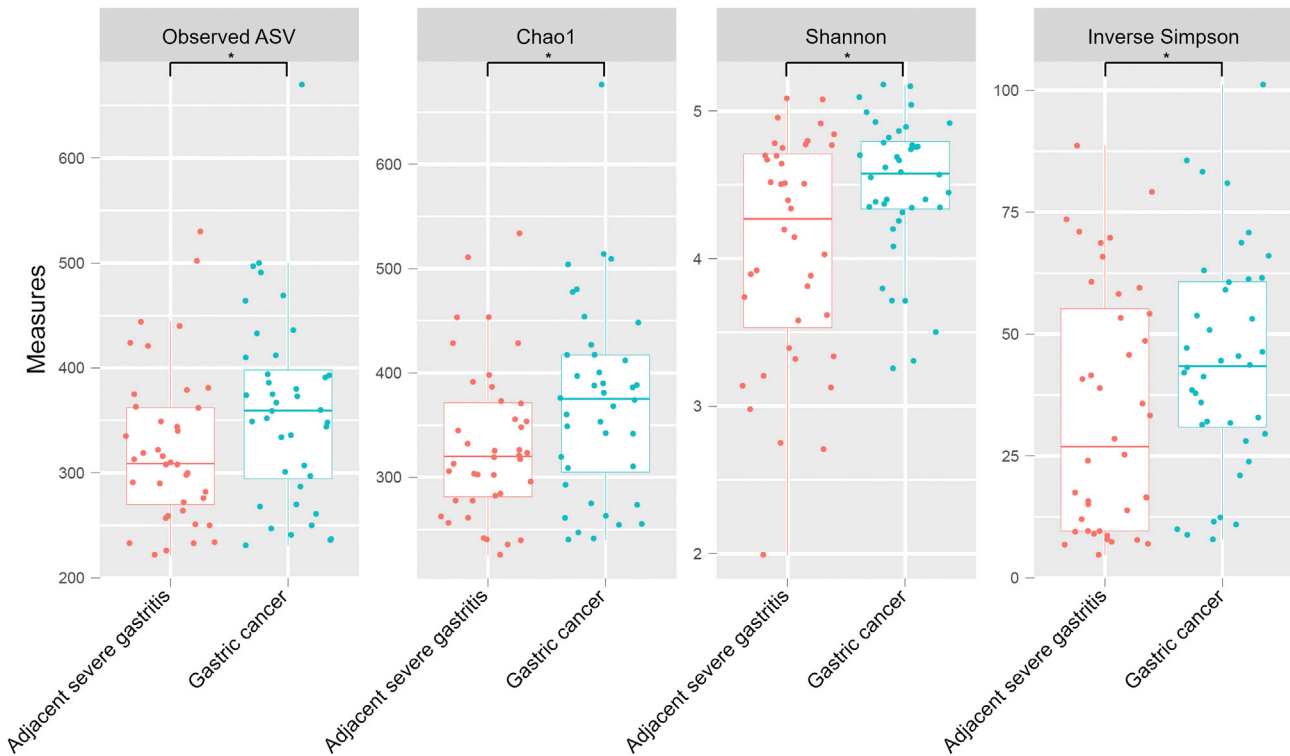 Observed ASV
Chao1
Shannon
Inverse Simpson
*
*
*
*
Measures
600
500
400
300
200
600
500
400
300
5
4
3
2
100
75
50
25
0
Adjacent severe gastritis
Gastric cancer
Adjacent severe gastritis
Gastric cancer
Adjacent severe gastritis
Gastric cancer
Adjacent severe gastritis
Gastric cancer